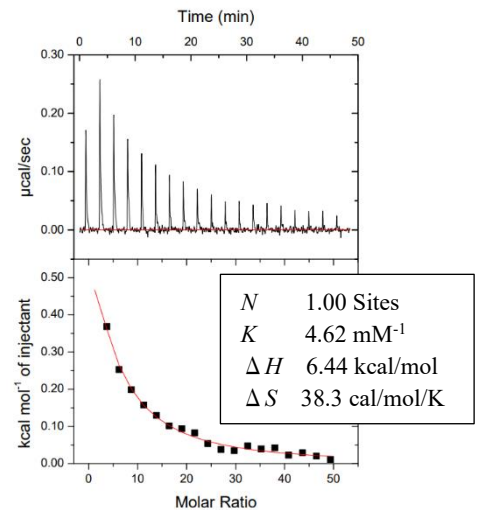 Time (min)
0 10 20 30 40 50
0.30
0.20
0.10
0.00
µcal/sec
0.50
0.40
0.30
0.20
0.10
0.00
kcal mol⁻¹ of injectant
N 1.00 Sites
K 4.62 mM⁻¹
ΔH 6.44 kcal/mol
ΔS 38.3 cal/mol/K
0 10 20 30 40 50
Molar Ratio